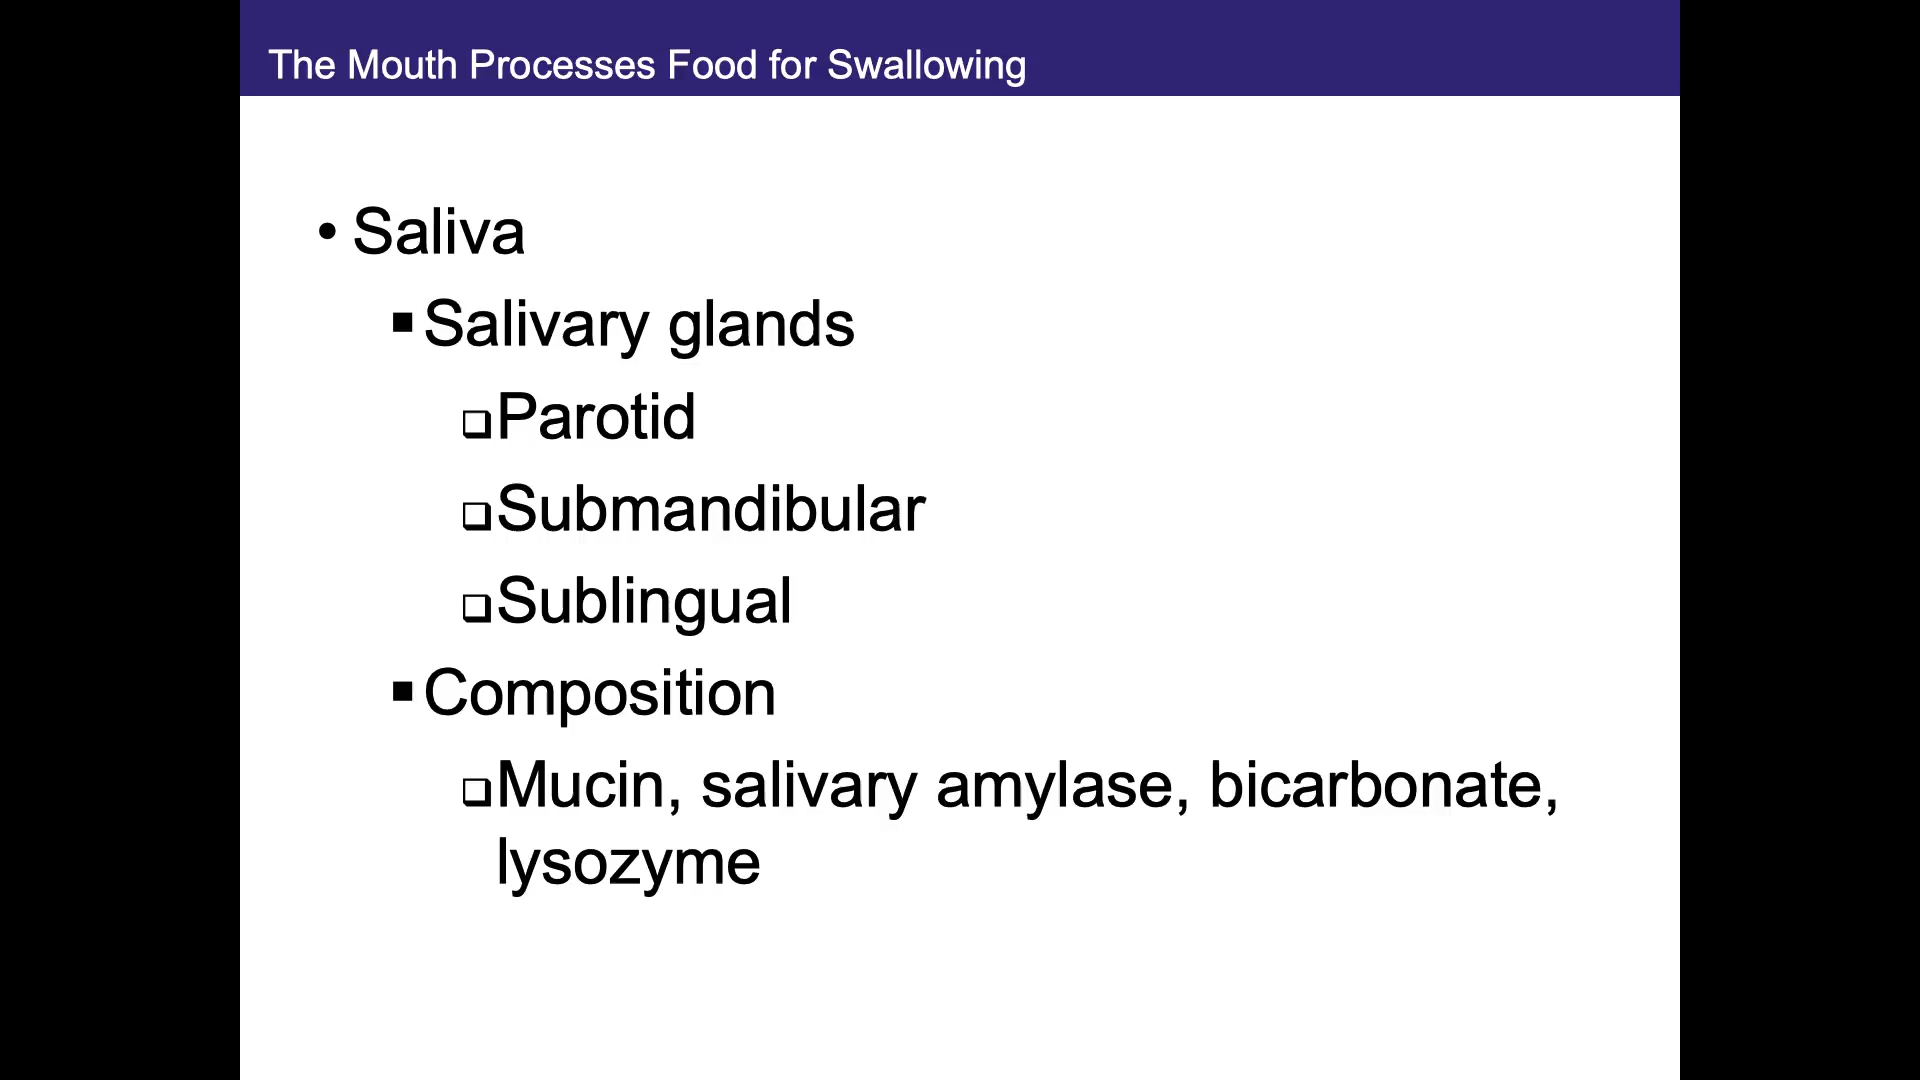 The Mouth Processes Food for Swallowing
• Saliva
▪ Salivary glands
❑ Parotid
❑ Submandibular
❑ Sublingual
▪ Composition
❑ Mucin, salivary amylase, bicarbonate,
lysozyme